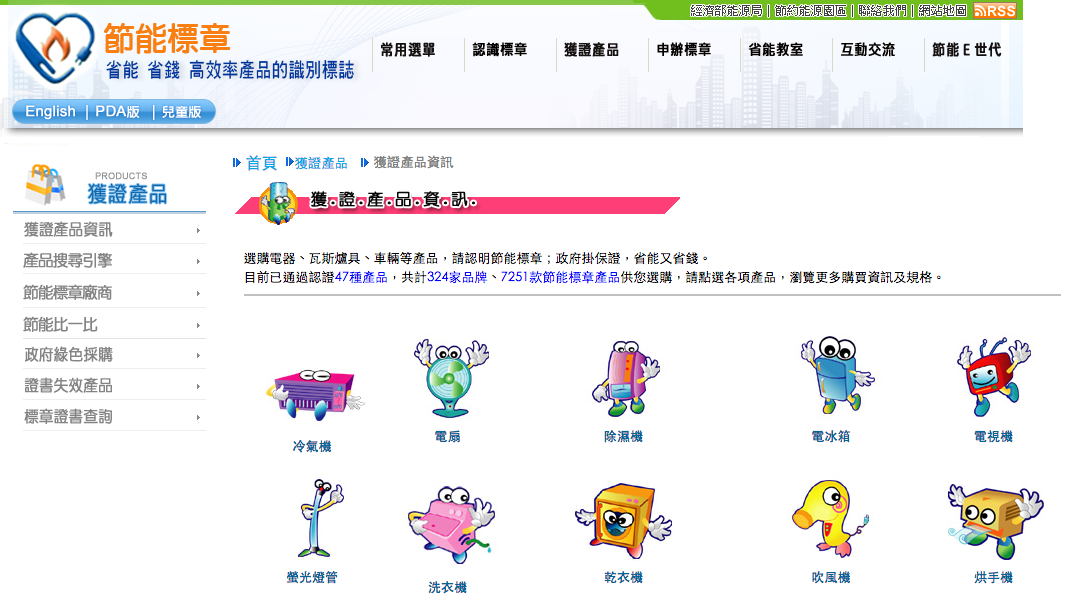 經濟部能源局 | 節約能源園區 | 聯絡我們 | 網站地圖 RSS
節能標章
省能 省錢 高效率產品的識別標誌
常用選單 認識標章 獲證產品 申辦標章 省能教室 互動交流 節能E世代
English | PDA版 | 兒童版
首頁 獲證產品 獲證產品資訊
PRODUCTS
獲證產品
獲證產品資訊
產品搜尋引擎
節能標章廠商
節能比一比
政府綠色採購
證書失效產品
標章證書查詢
獲.證.產.品.資.訊.
選購電器、瓦斯爐具、車輛等產品，請認明節能標章；政府掛保證，省能又省錢。
目前已通過認證47種產品，共計324家品牌、7251款節能標章產品供您選購，請點選各項產品，瀏覽更多購買資訊及規格。
冷氣機 電扇 除濕機 電冰箱 電視機
螢光燈管 洗衣機 乾衣機 吹風機 烘手機